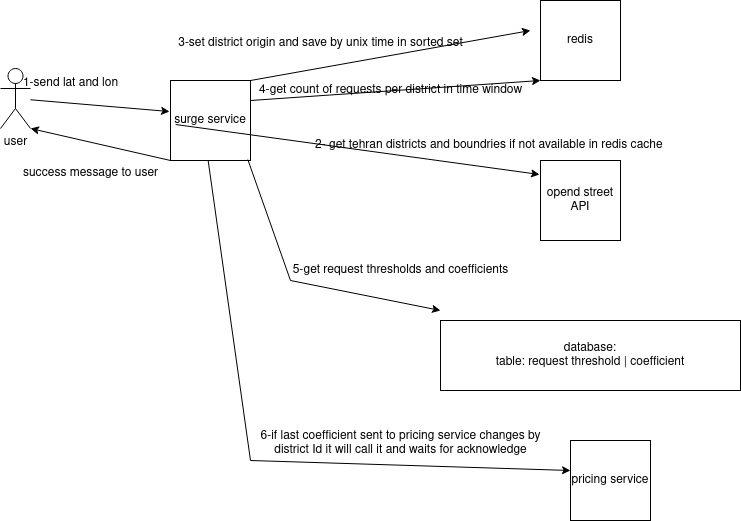 3-set district origin and save by unix time in sorted set
redis
1-send lat and lon
4-get count of requests per district in time window
surge service
user
2- get tehran districts and boundries if not available in redis cache
success message to user
opend street
API
5-get request thresholds and coefficients
database:
table: request threshold | coefficient
6-if last coefficient sent to pricing service changes by
district Id it will call it and waits for acknowledge
pricing service